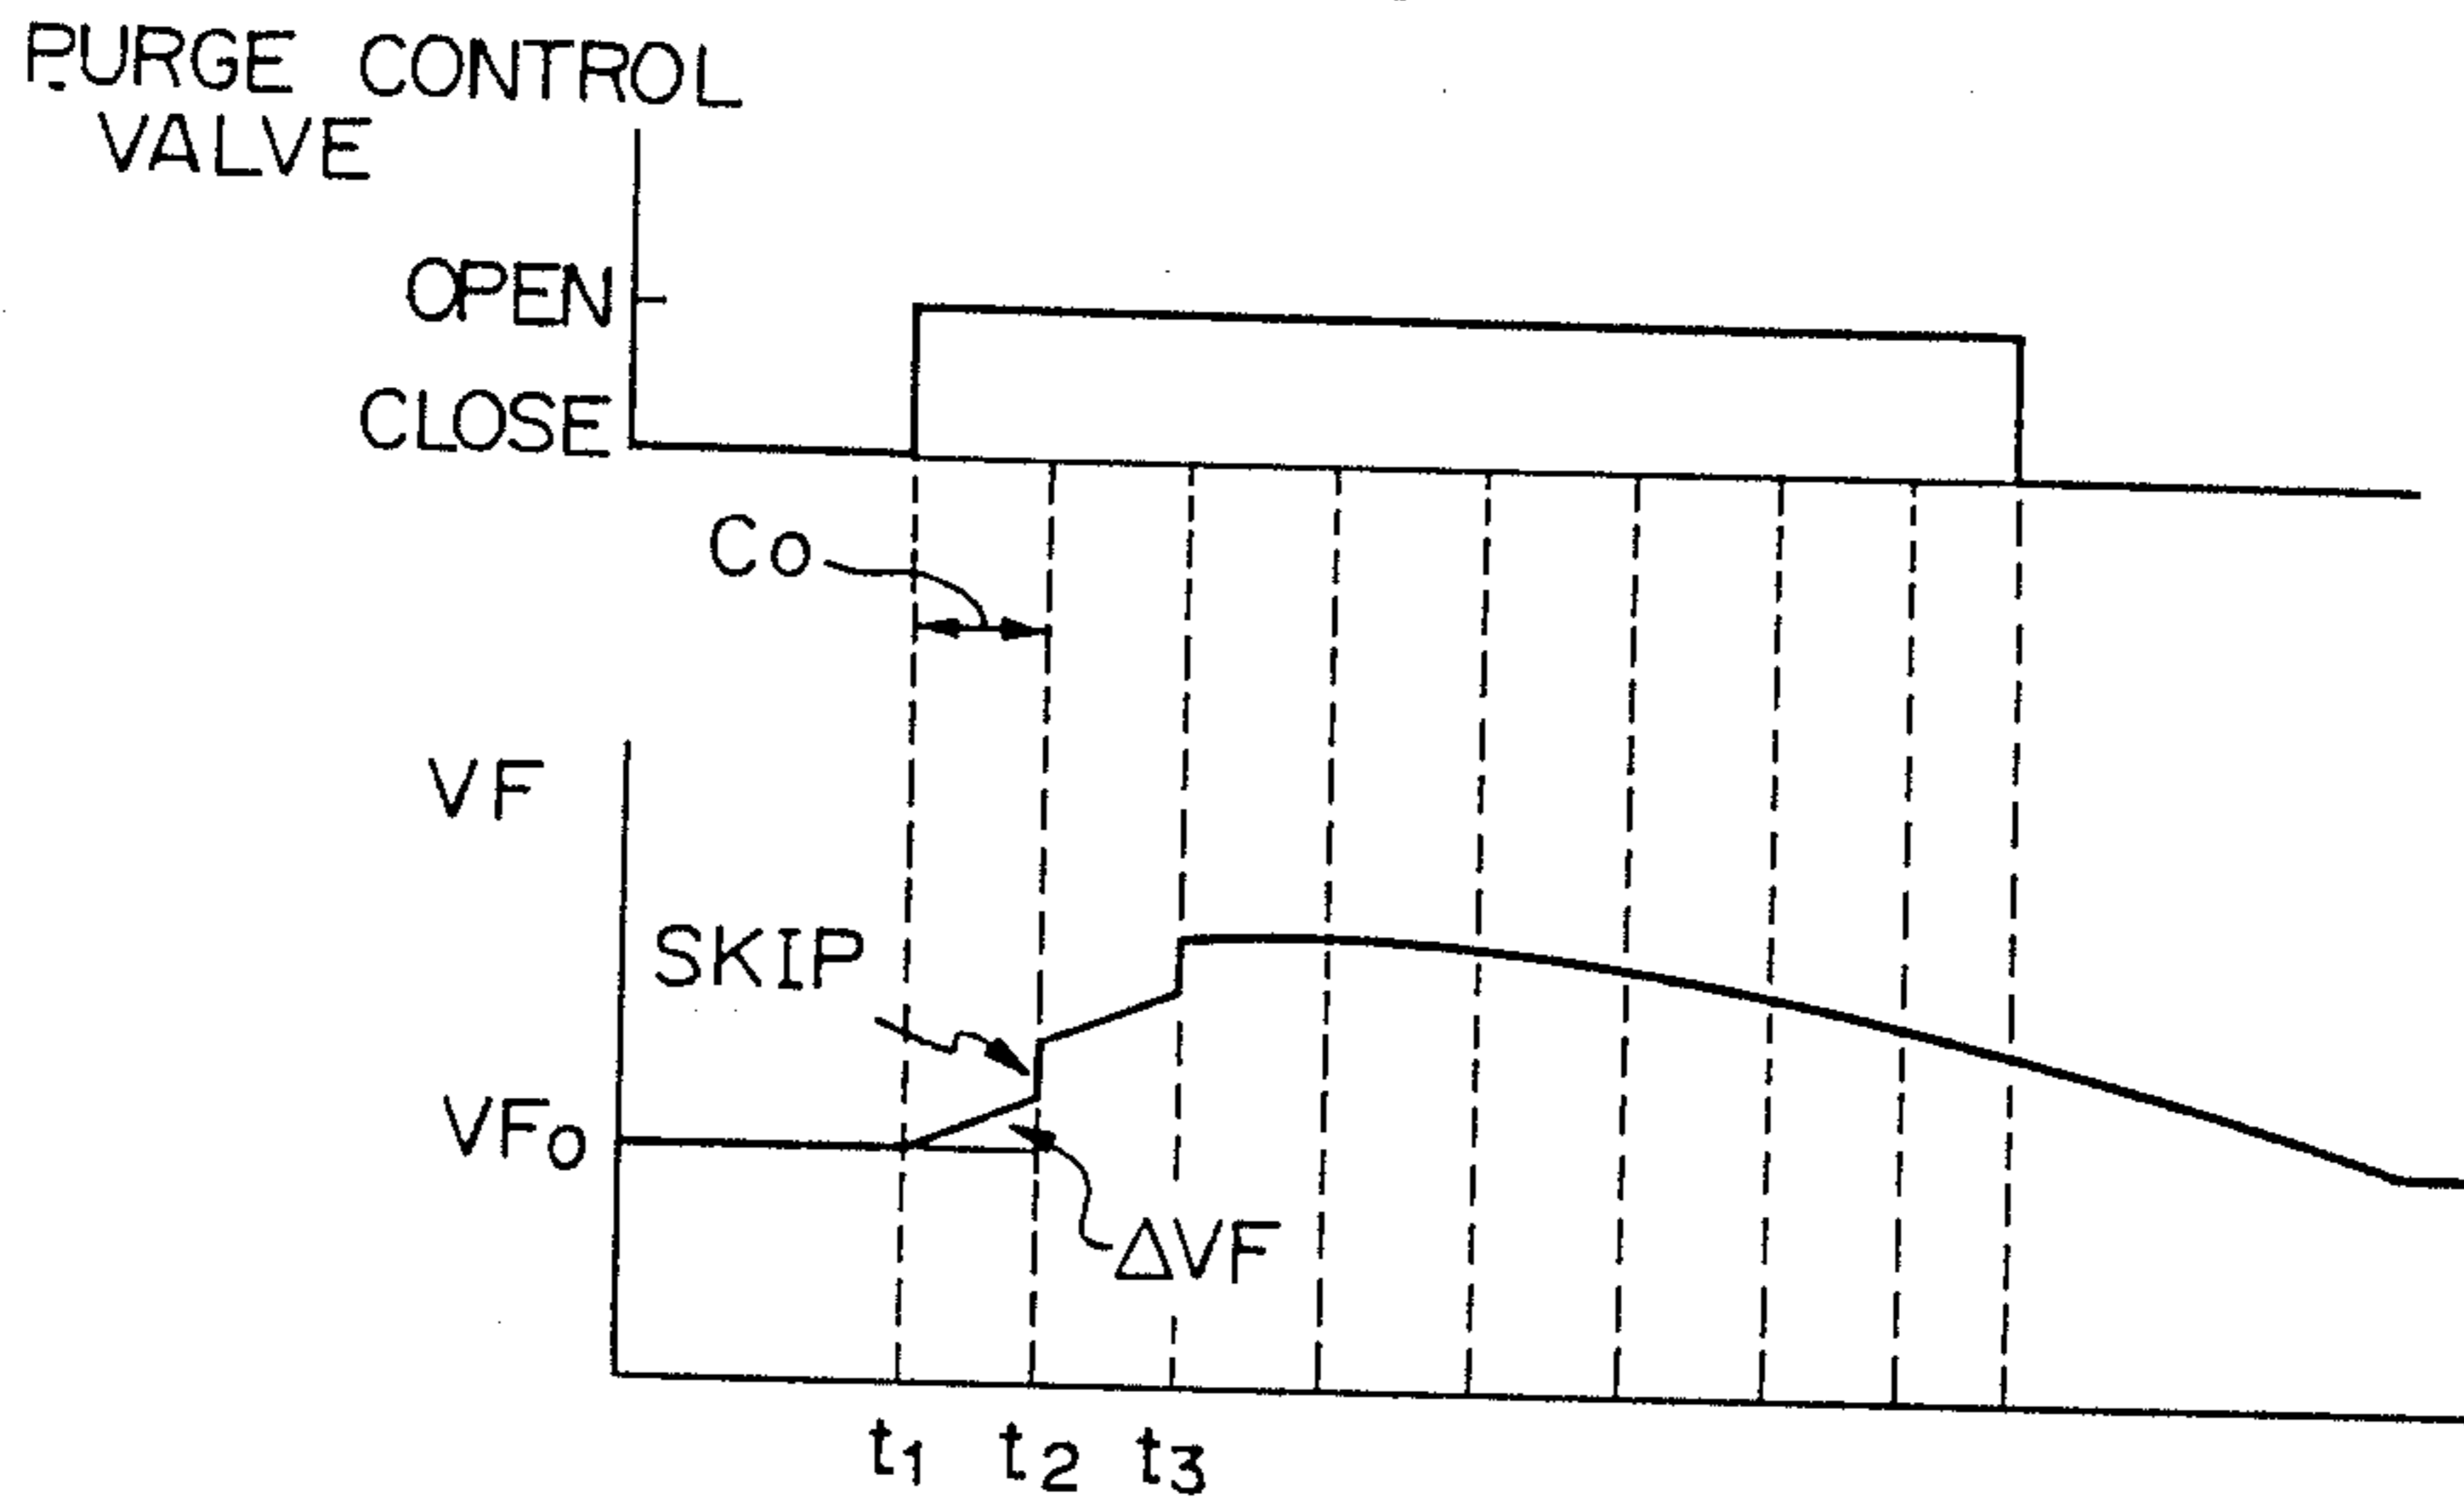 PURGE CONTROL
VALVE
OPEN
CLOSE
Co
VF
SKIP
VFo
ΔVF
t1 t2 t3